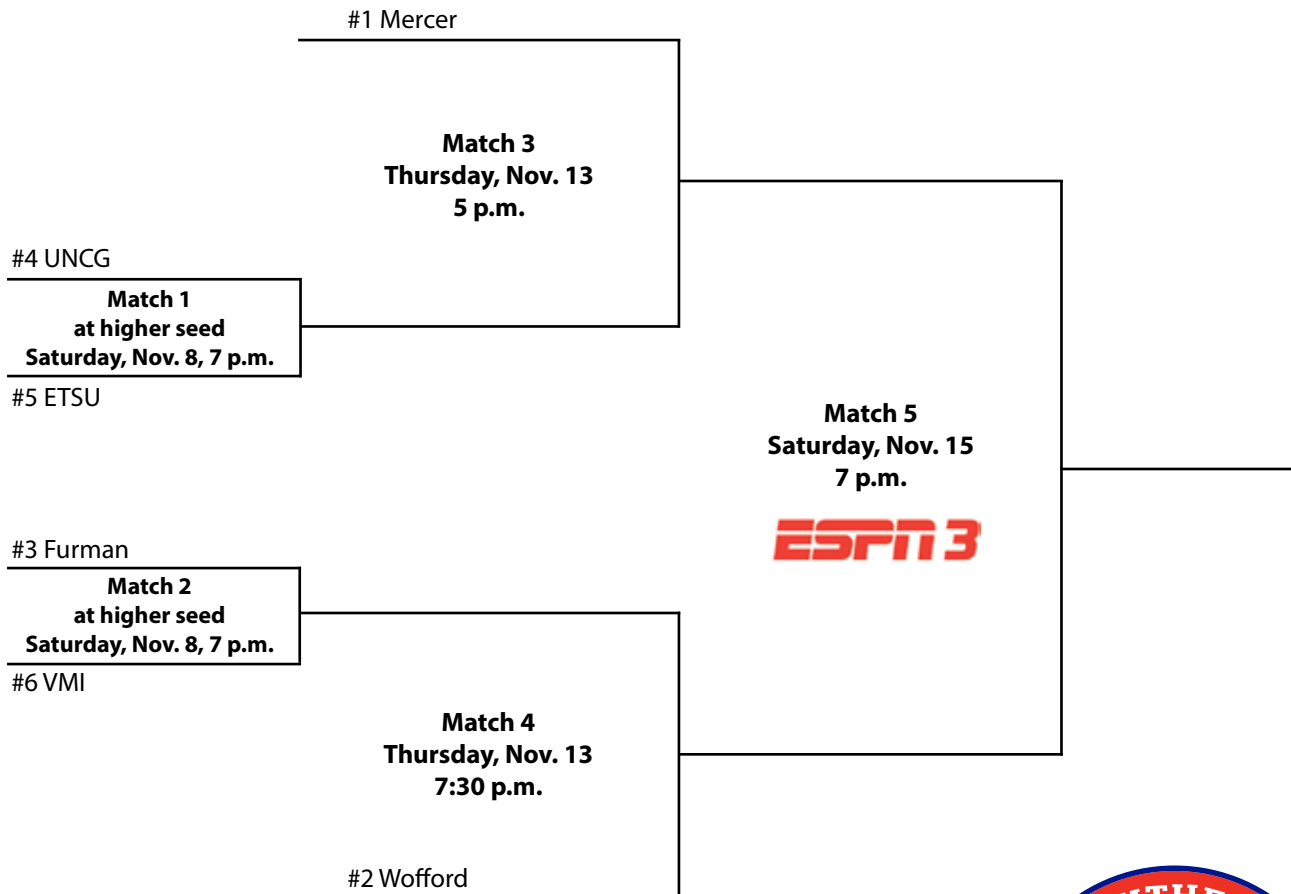 #1 Mercer
Match 3
Thursday, Nov. 13
5 p.m.
#4 UNCG
Match 1
at higher seed
Saturday, Nov. 8, 7 p.m.
#5 ETSU
Match 5
Saturday, Nov. 15
7 p.m.
ESPN 3
#3 Furman
Match 2
at higher seed
Saturday, Nov. 8, 7 p.m.
#6 VMI
Match 4
Thursday, Nov. 13
7:30 p.m.
#2 Wofford